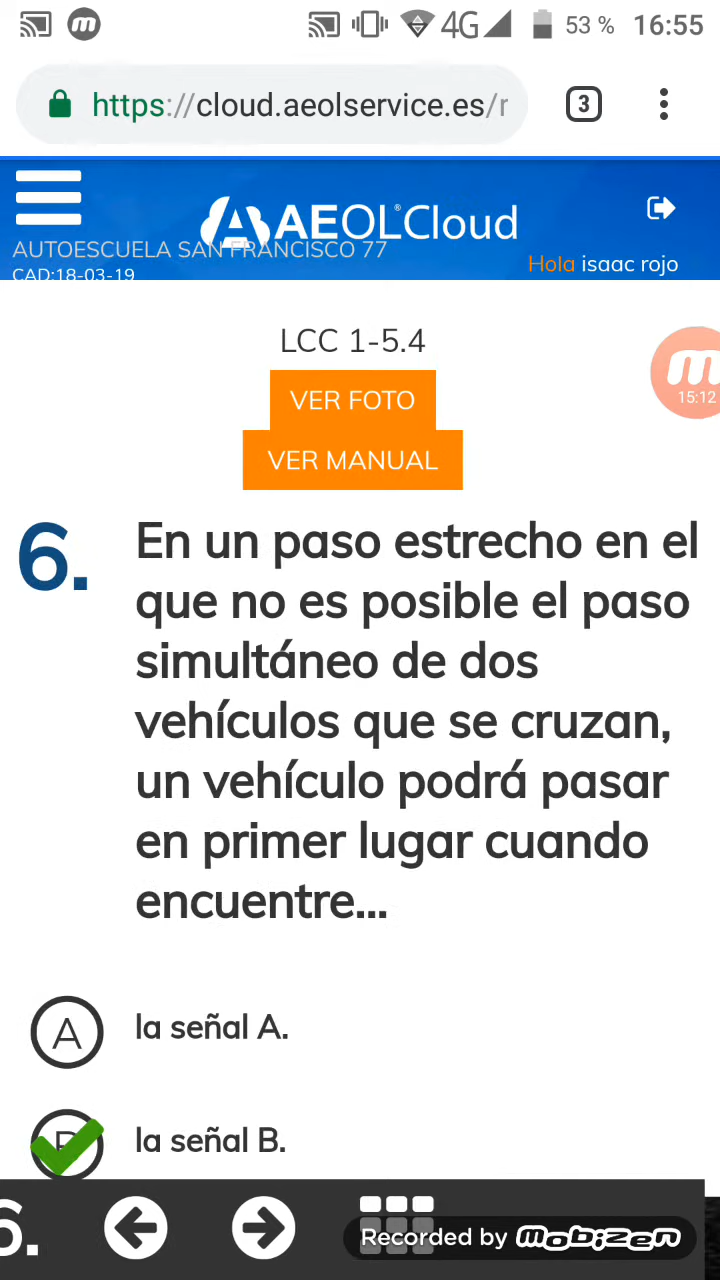 4G 53 % 16:55
https://cloud.aeolservice.es/r 3
AEOL®Cloud
AUTOESCUELA SAN FRANCISCO 77
Hola isaac rojo
CAD:18-03-19
LCC 1-5.4
VER FOTO
15:12
VER MANUAL
6. En un paso estrecho en el
que no es posible el paso
simultáneo de dos
vehículos que se cruzan,
un vehículo podrá pasar
en primer lugar cuando
encuentre...
A la señal A.
la señal B.
6.
Recorded by mobizen